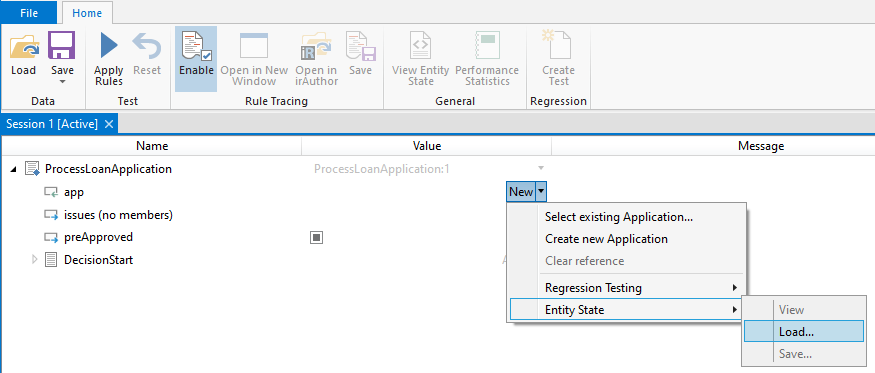 File Home
Load Save Apply Rules Reset Enable Open in New Window Open in irAuthor Save View Entity State Performance Statistics Create Test
Data Test Rule Tracing General Regression
Session 1 [Active] ×
Name Value Message
ProcessLoanApplication ProcessLoanApplication:1
app New
issues (no members)
Select existing Application...
preApproved
Create new Application
DecisionStart
Clear reference
Regression Testing
Entity State
View
Load...
Save...